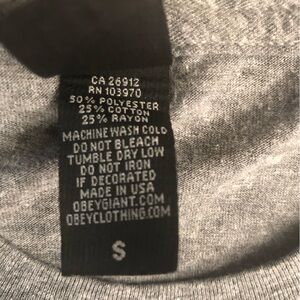 CA 26912
RN 103970
50% POLYESTER
25% COTTON
25% RAYON
MACHINE WASH COLD
DO NOT BLEACH
TUMBLE DRY LOW
DO NOT IRON
IF DECORATED
MADE IN USA
OBEYGIANT.COM
OBEYCLOTHING.COM
S